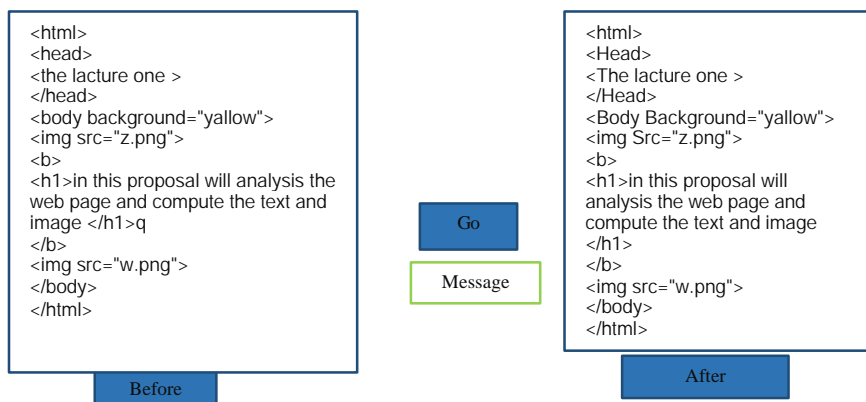 <html>
<head>
<the lacture one >
</head>
<body background="yallow">
<img src="z.png">
<b>
<h1>in this proposal will analysis the
web page and compute the text and
image </h1>q
</b>
<img src="w.png">
</body>
</html>
Before
Go
Message
<html>
<Head>
<The lacture one >
</Head>
<Body Background="yallow">
<img Src="z.png">
<b>
<h1>in this proposal will
analysis the web page and
compute the text and image
</h1>
</b>
<img src="w.png">
</body>
</html>
After